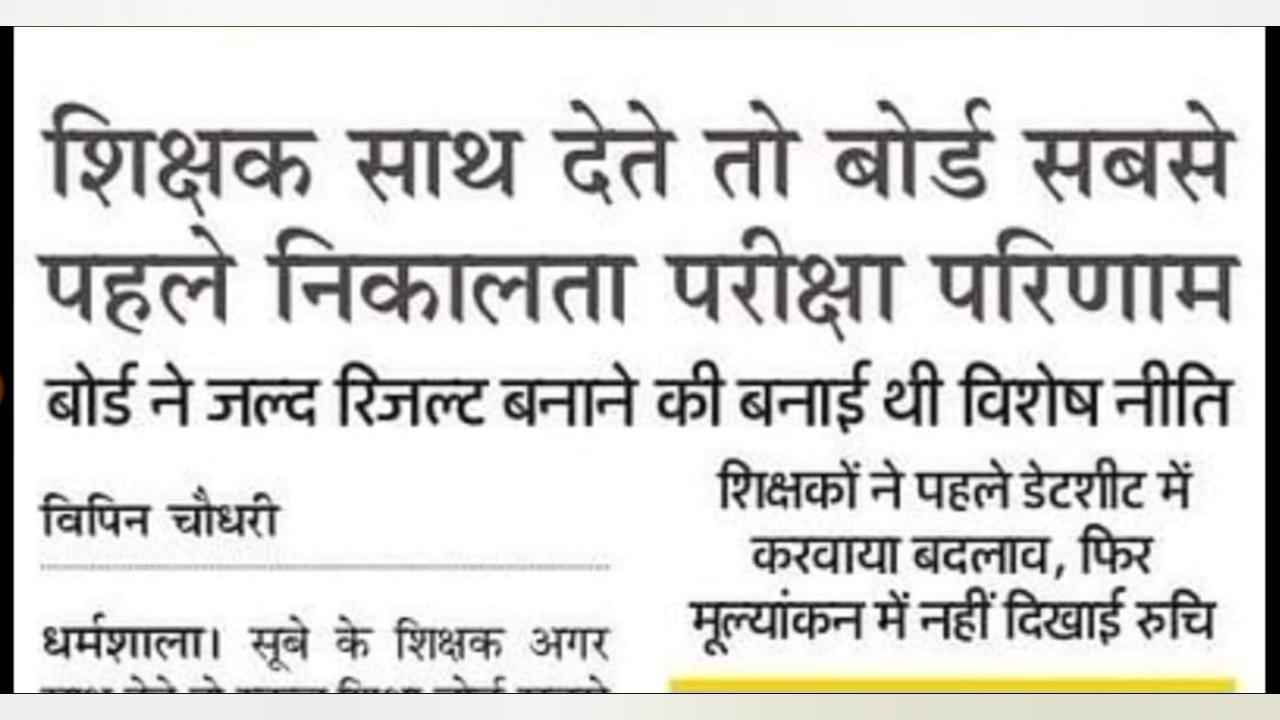 शिक्षक साथ देते तो बोर्ड सबसे
पहले निकालता परीक्षा परिणाम
बोर्ड ने जल्द रिजल्ट बनाने की बनाई थी विशेष नीति
विपिन चौधरी
धर्मशाला। सूबे के शिक्षक अगर
शिक्षकों ने पहले डेटशीट में
करवाया बदलाव, फिर
मूल्यांकन में नहीं दिखाई रुचि